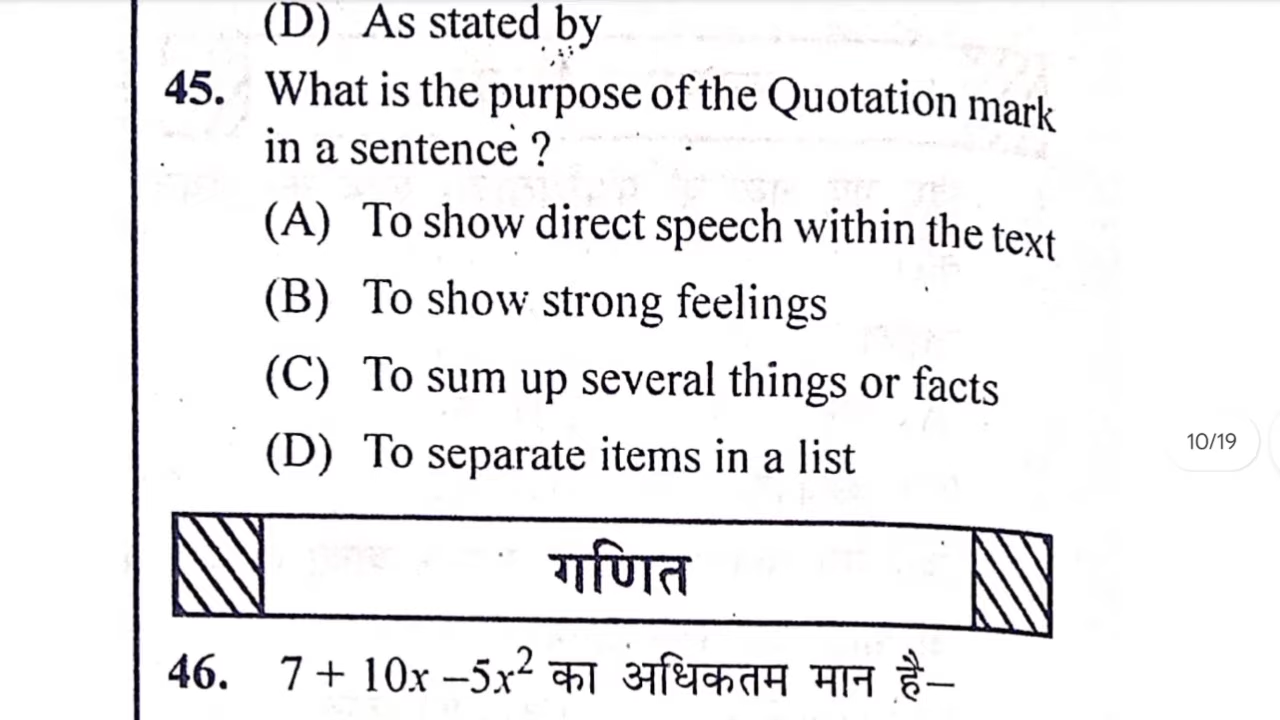 (D) As stated by
45. What is the purpose of the Quotation mark
in a sentence ?
(A) To show direct speech within the text
(B) To show strong feelings
(C) To sum up several things or facts
(D) To separate items in a list
10/19
गणित
46. 7 + 10x –5x² का अधिकतम मान है–